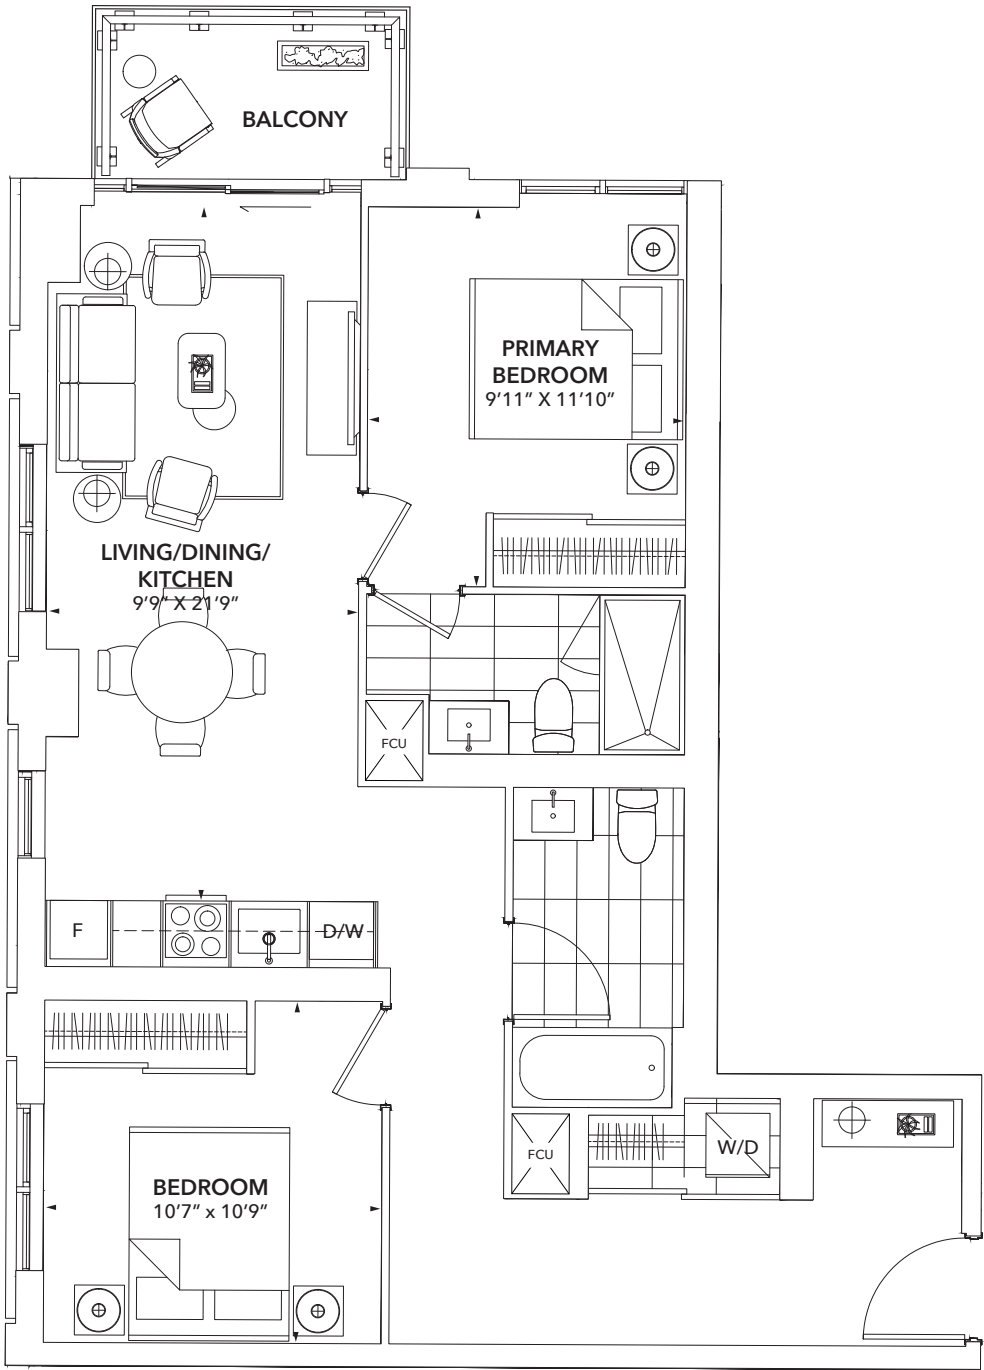 BALCONY
PRIMARY
BEDROOM
9’11” X 11’10”
LIVING/DINING/
KITCHEN
9’9” X 21’9”
FCU
F
D/W
FCU
W/D
BEDROOM
10’7” x 10’9”